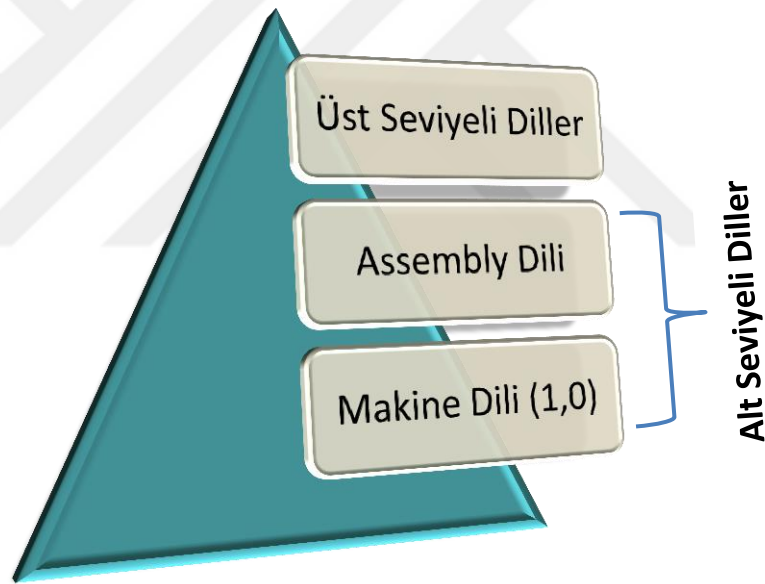 Üst Seviyeli Diller
Assembly Dili
Makine Dili (1,0)
Alt Seviyeli Diller